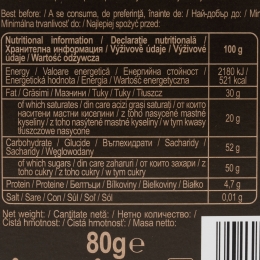 Best before: / A se consuma, de preferință, înainte de: / Най-добър до: /
Minimálna trvanlivosť do: / Najlepiej spożyć przed:
Nutritional information / Declarație nutrițională / 100 g
Хранителна информация / Výživové údaje / Výživové
údaje / Wartość odżywcza
Energy / Valoare energetică / Енергийна стойност / 2180 kJ /
Energetická hodnota / Energia / Wartość energetyczna 521 kcal
Fat / Grăsimi / Мазнини / Tuky / Tuky / Tłuszcz 30 g
of which saturates / din care acizi grași saturați / от които
наситени мастни киселини / z toho nasýtené mastné 20 g
kyseliny / z toho nasycené mastné kyseliny / w tym kwasy
tłuszczowe nasycone
Carbohydrate / Glucide / Въглехидрати / Sacharidy 52 g
/ Sacharidy / Węglowodany
of which sugars / din care zaharuri / от които захари / z 50 g
toho cukry / z toho cukry / w tym cukry
Protein / Proteine / Белтъци / Bílkoviny / Bielkoviny / Białko 4,7 g
Salt / Sare / Сол / Sůl / Soľ / Sól 0,01 g
Net weight: / Cantitate netă: / Нетно количество: /
Čistá hmotnosť: / Čistá hmotnost: / Masa netto:
80g e